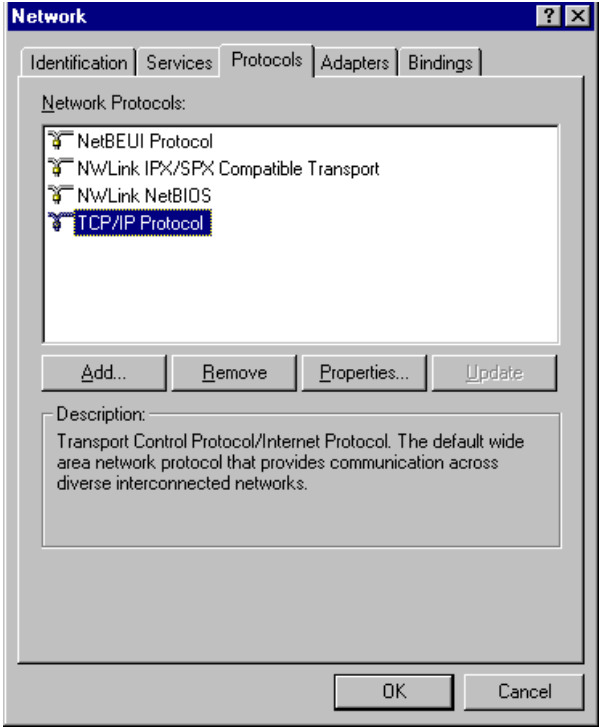 Network
Identification Services Protocols Adapters Bindings
Network Protocols:
NetBEUI Protocol
NWLink IPX/SPX Compatible Transport
NWLink NetBIOS
TCP/IP Protocol
Add... Remove Properties... Update
Description:
Transport Control Protocol/Internet Protocol. The default wide
area network protocol that provides communication across
diverse interconnected networks.
OK Cancel